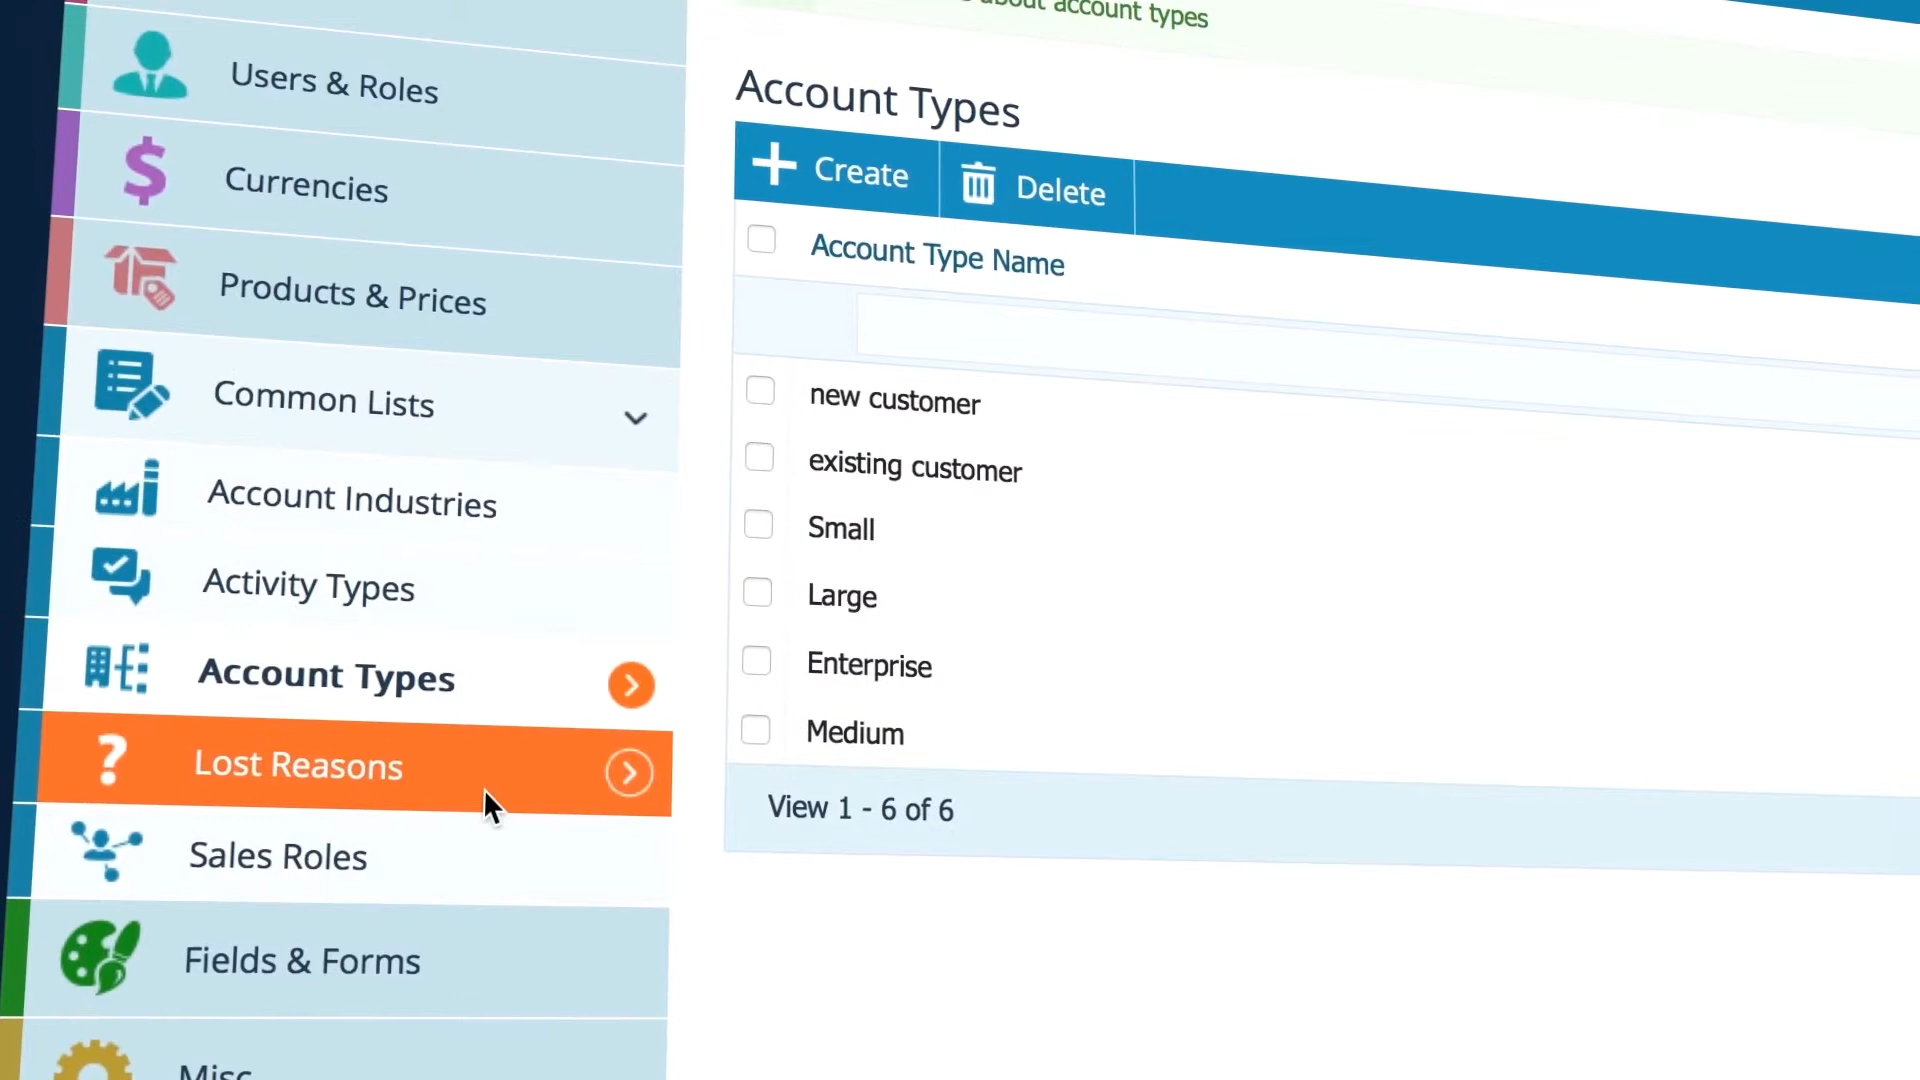 about account types
Users & Roles
Currencies
Products & Prices
Common Lists
Account Industries
Activity Types
Account Types
Lost Reasons
Sales Roles
Fields & Forms
Misc
Account Types
Create
Delete
Account Type Name
new customer
existing customer
Small
Large
Enterprise
Medium
View 1 - 6 of 6